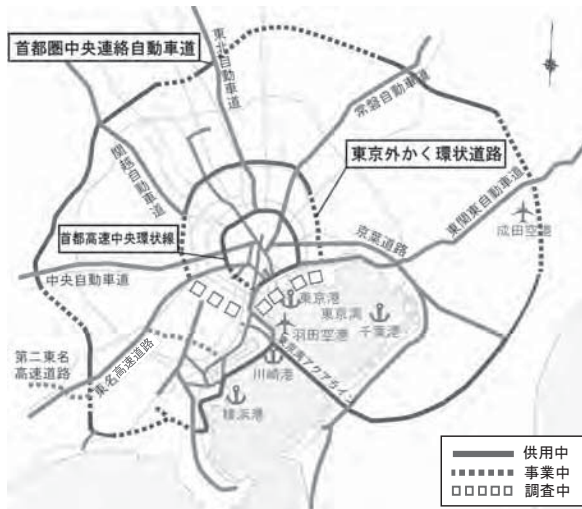 首都圏中央連絡自動車道
東北自動車道
常磐自動車道
関越自動車道
東京外かく環状道路
首都高速中央環状線
京葉道路
東関東自動車道
成田空港
中央自動車道
東京港
東京湾
羽田空港
千葉港
第二東名
高速道路
東名高速道路
東京湾アクアライン
川崎港
横浜港
供用中
事業中
調査中